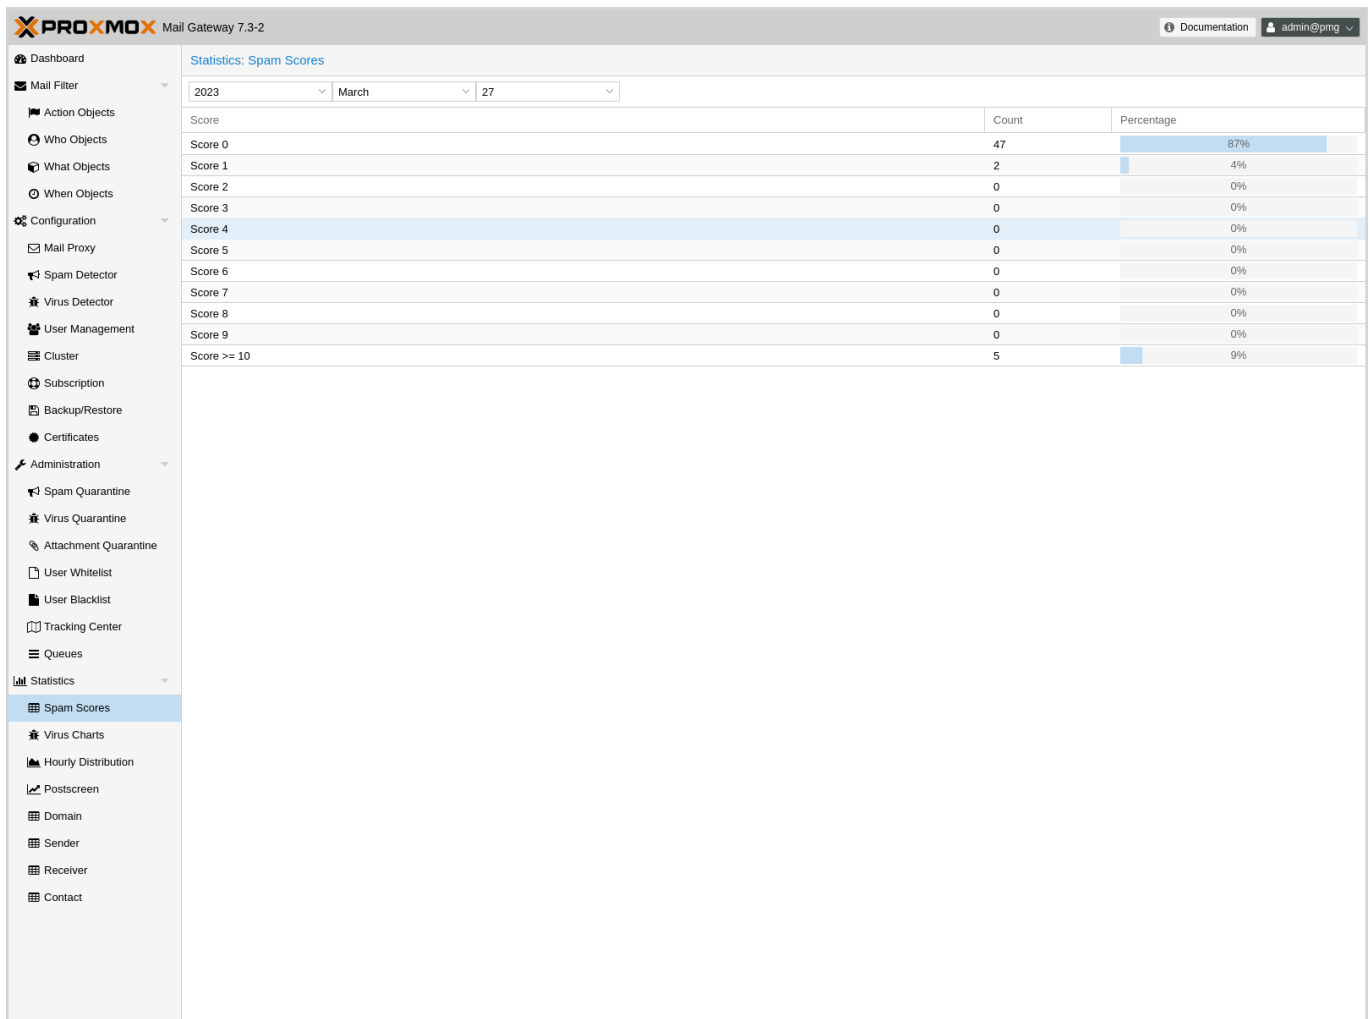 PROXMOX Mail Gateway 7.3-2
Documentation
admin@pmg
Dashboard
Mail Filter
Action Objects
Who Objects
What Objects
When Objects
Configuration
Mail Proxy
Spam Detector
Virus Detector
User Management
Cluster
Subscription
Backup/Restore
Certificates
Administration
Spam Quarantine
Virus Quarantine
Attachment Quarantine
User Whitelist
User Blacklist
Tracking Center
Queues
Statistics
Spam Scores
Virus Charts
Hourly Distribution
Postscreen
Domain
Sender
Receiver
Contact
Statistics: Spam Scores
2023 March 27
Score Count Percentage
Score 0 47 87%
Score 1 2 4%
Score 2 0 0%
Score 3 0 0%
Score 4 0 0%
Score 5 0 0%
Score 6 0 0%
Score 7 0 0%
Score 8 0 0%
Score 9 0 0%
Score >= 10 5 9%